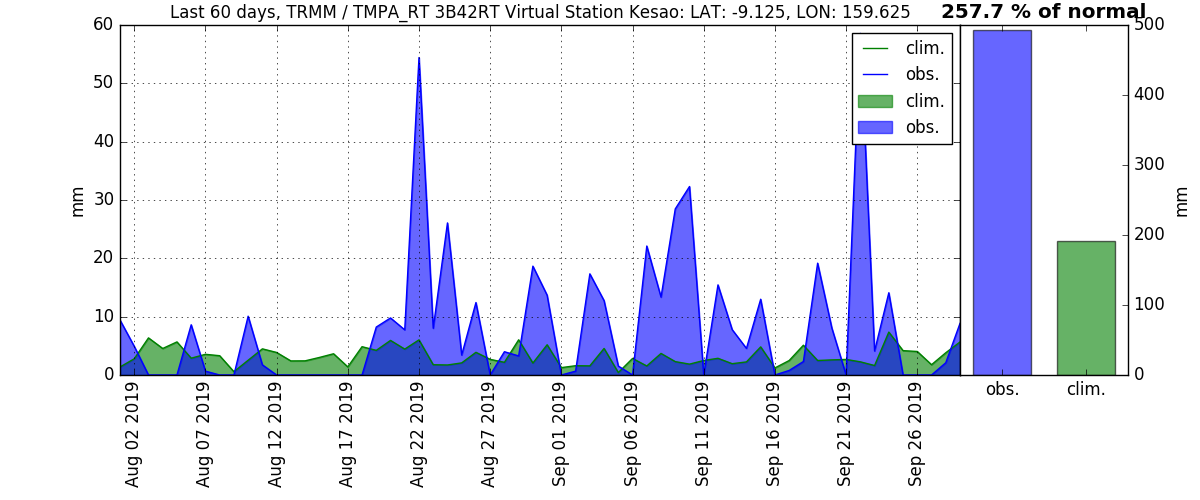 Last 60 days, TRMM / TMPA_RT 3B42RT Virtual Station Kesao: LAT: -9.125, LON: 159.625
257.7 % of normal
60
50
40
30
20
10
0
mm
clim.
obs.
clim.
obs.
500
400
300
200
100
0
mm
Aug 02 2019
Aug 07 2019
Aug 12 2019
Aug 17 2019
Aug 22 2019
Aug 27 2019
Sep 01 2019
Sep 06 2019
Sep 11 2019
Sep 16 2019
Sep 21 2019
Sep 26 2019
obs.
clim.